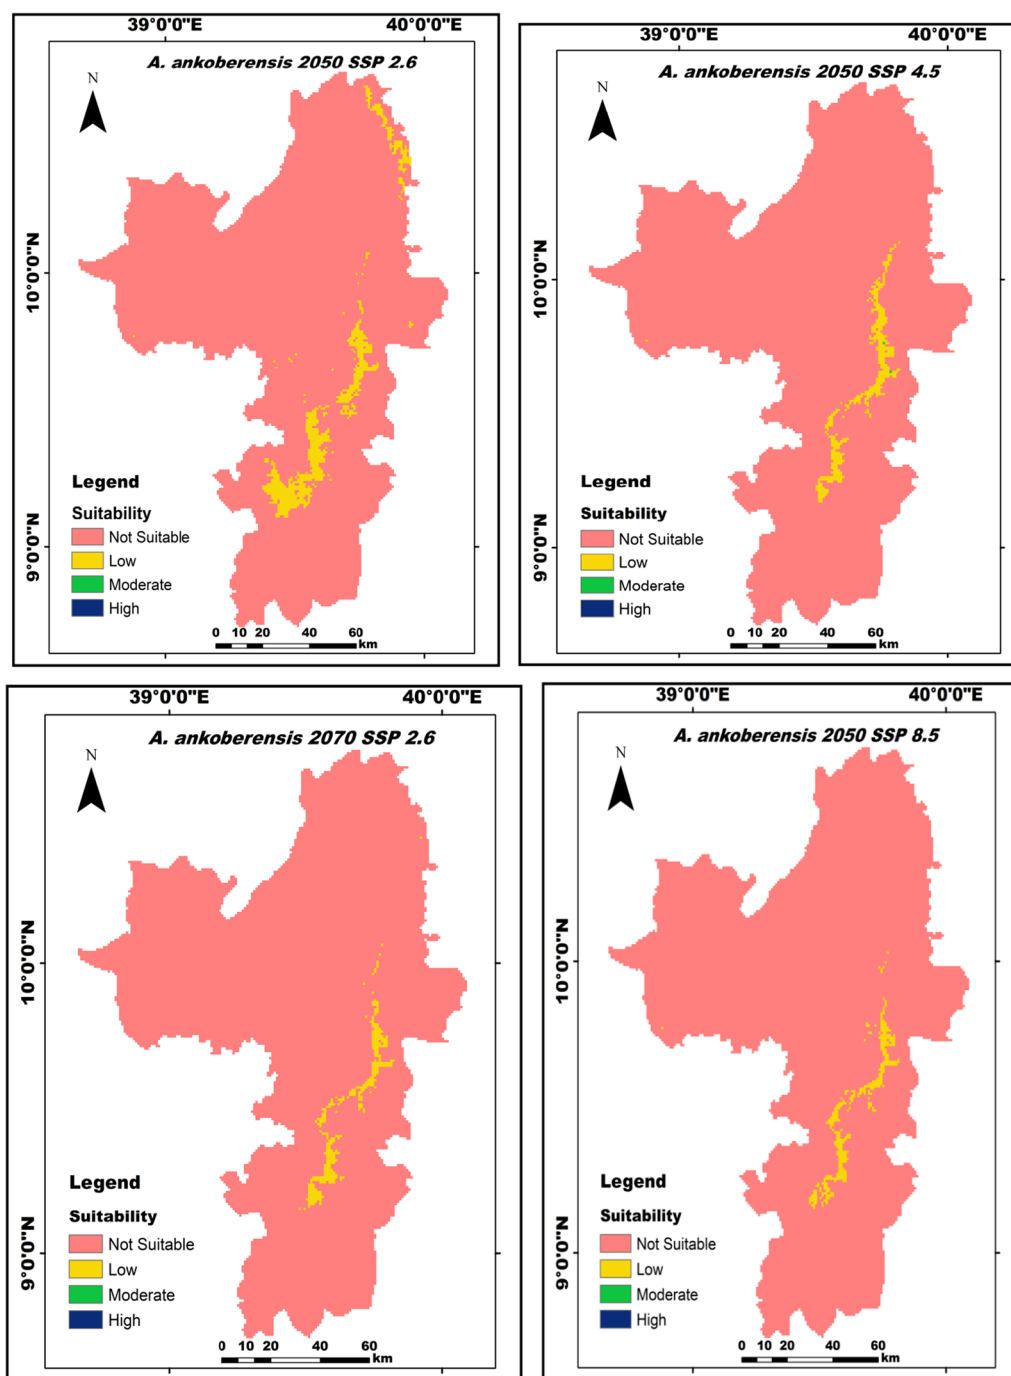 39°0'0"E 40°0'0"E
A. ankoberensis 2050 SSP 2.6
N
10°0'0"N
9°0'0"N
Legend
Suitability
Not Suitable
Low
Moderate
High
0 10 20 40 60
km
39°0'0"E 40°0'0"E
A. ankoberensis 2050 SSP 4.5
N
10°0'0"N
9°0'0"N
Legend
Suitability
Not Suitable
Low
Moderate
High
0 10 20 40 60
km
39°0'0"E 40°0'0"E
A. ankoberensis 2070 SSP 2.6
N
10°0'0"N
9°0'0"N
Legend
Suitability
Not Suitable
Low
Moderate
High
0 10 20 40 60
km
39°0'0"E 40°0'0"E
A. ankoberensis 2050 SSP 8.5
N
10°0'0"N
9°0'0"N
Legend
Suitability
Not Suitable
Low
Moderate
High
0 10 20 40 60
km